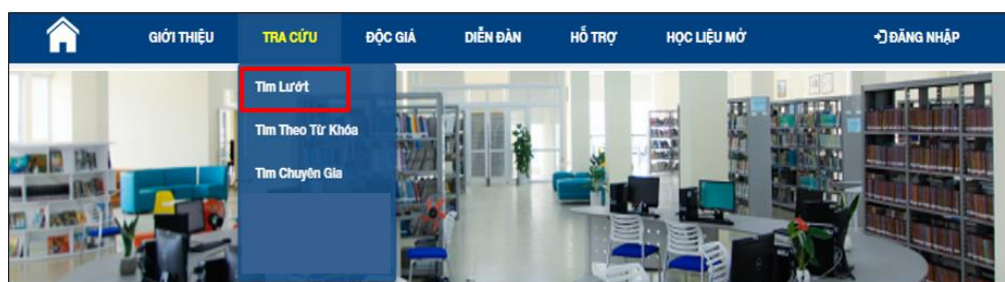 GIỚI THIỆU TRA CỨU ĐỘC GIẢ DIỄN ĐÀN HỖ TRỢ HỌC LIỆU MỞ ĐĂNG NHẬP
Tìm Lướt
Tìm Theo Từ Khóa
Tìm Chuyên Gia